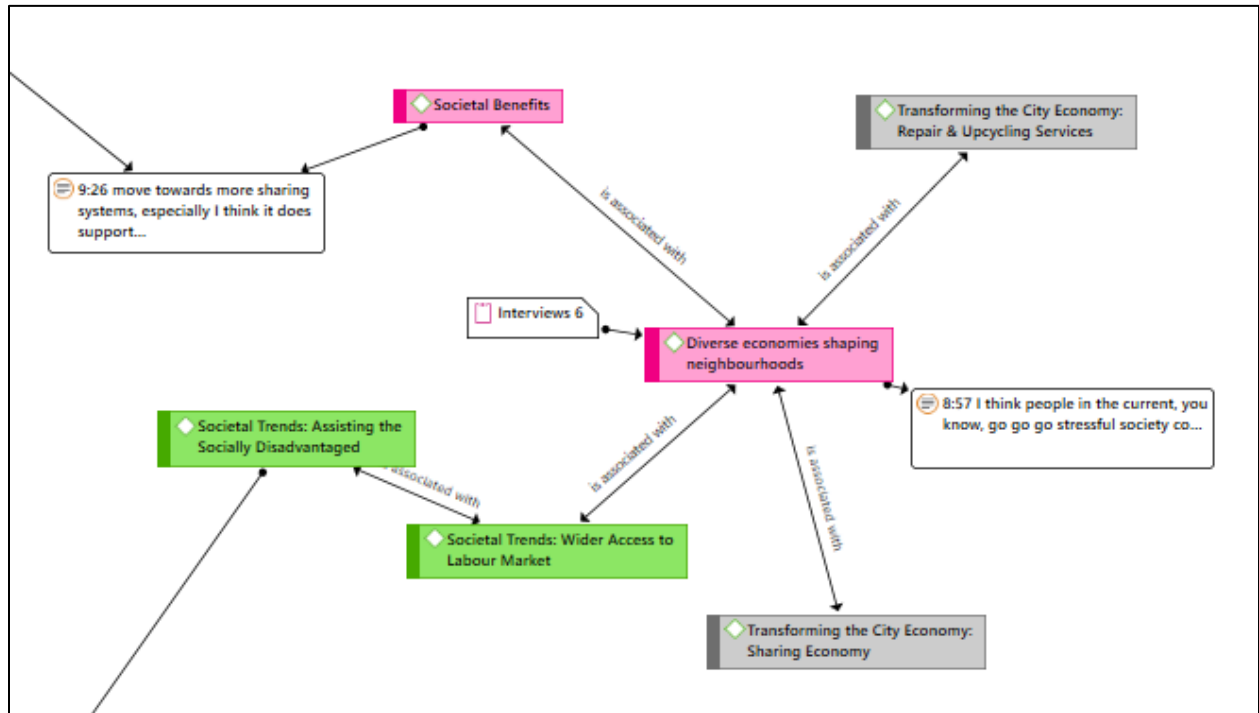 Societal Benefits
Transforming the City Economy:
Repair & Upcycling Services
9:26 move towards more sharing
systems, especially I think it does
support...
is associated with
is associated with
Interviews 6
Diverse economies shaping
neighbourhoods
8:57 I think people in the current, you
know, go go go stressful society co...
Societal Trends: Assisting the
Socially Disadvantaged
is associated with
associated with
is associated with
Societal Trends: Wider Access to
Labour Market
Transforming the City Economy:
Sharing Economy